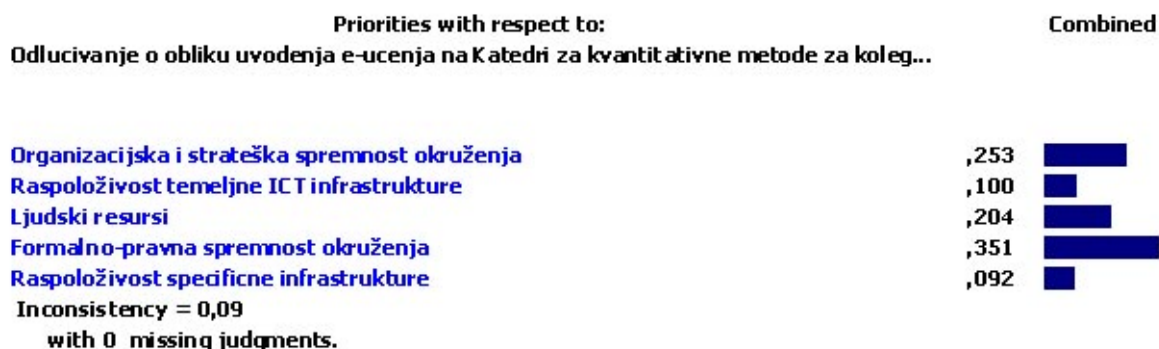 Priorities with respect to: Combined
Odlucivanje o obliku uvodenja e-ucenja na Katedri za kvantitativne metode za koleg...
Organizacijska i strateška spremnost okruženja ,253
Raspoloživost temeljne ICT infrastrukture ,100
Ljudski resursi ,204
Formalno-pravna spremnost okruženja ,351
Raspoloživost specificne infrastrukture ,092
Inconsistency = 0,09
with 0 missing judgments.